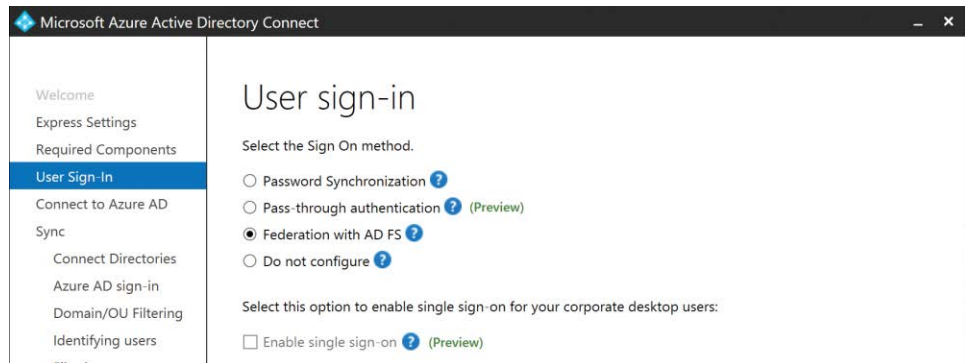 Microsoft Azure Active Directory Connect
Welcome
Express Settings
Required Components
User Sign-In
Connect to Azure AD
Sync
Connect Directories
Azure AD sign-in
Domain/OU Filtering
Identifying users
User sign-in
Select the Sign On method.
Password Synchronization ?
Pass-through authentication ? (Preview)
Federation with AD FS ?
Do not configure ?
Select this option to enable single sign-on for your corporate desktop users:
Enable single sign-on ? (Preview)